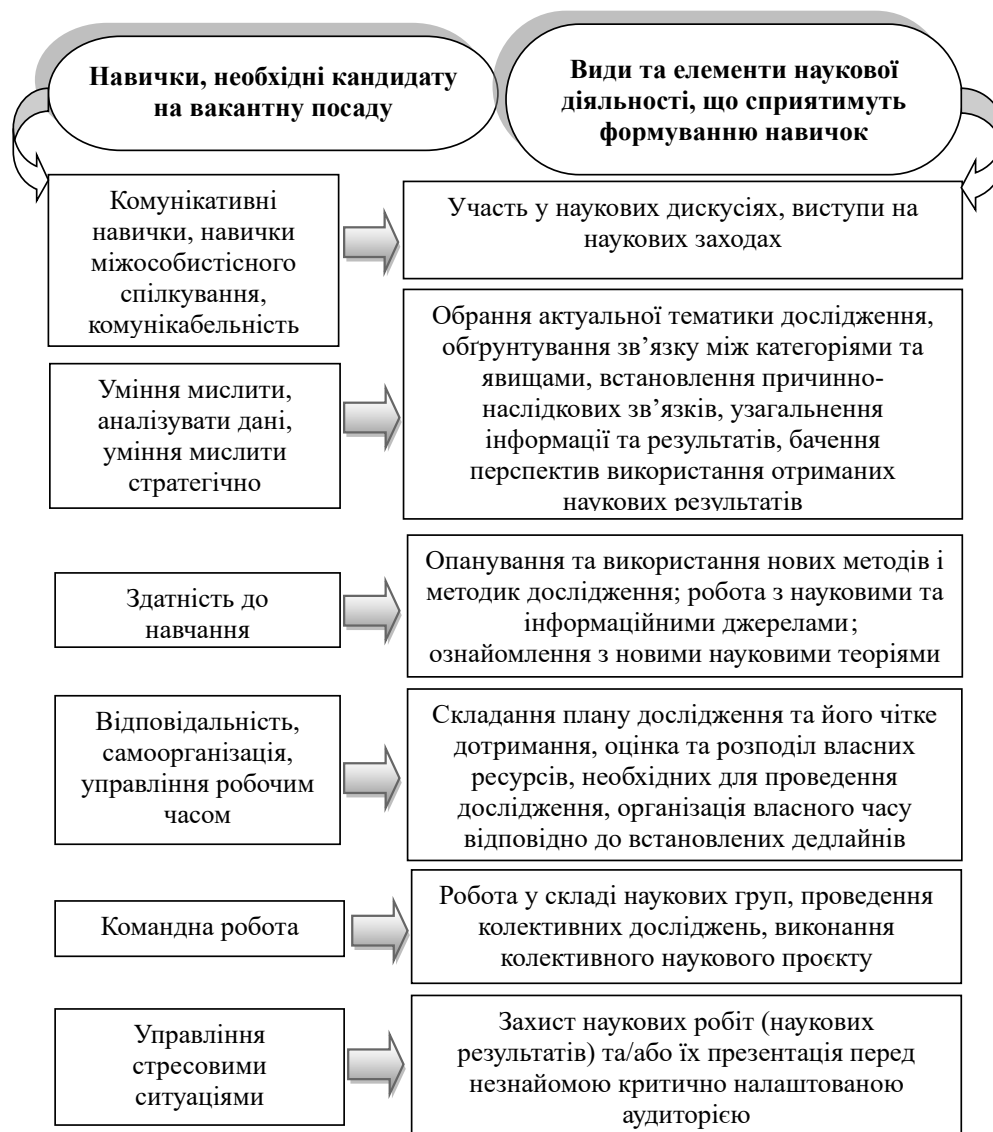 Навички, необхідні кандидату
на вакантну посаду
Види та елементи наукової
діяльності, що сприятимуть
формуванню навичок
Комунікативні
навички, навички
міжособистісного
спілкування,
комунікабельність
Участь у наукових дискусіях, виступи на
наукових заходах
Уміння мислити,
аналізувати дані,
уміння мислити
стратегічно
Обрання актуальної тематики дослідження,
обґрунтування зв’язку між категоріями та
явищами, встановлення причинно-
наслідкових зв’язків, узагальнення
інформації та результатів, бачення
перспектив використання отриманих
наукових результатів
Здатність до
навчання
Опанування та використання нових методів і
методик дослідження; робота з науковими та
інформаційними джерелами;
ознайомлення з новими науковими теоріями
Відповідальність,
самоорганізація,
управління робочим
часом
Складання плану дослідження та його чітке
дотримання, оцінка та розподіл власних
ресурсів, необхідних для проведення
дослідження, організація власного часу
відповідно до встановлених дедлайнів
Командна робота
Робота у складі наукових груп, проведення
колективних досліджень, виконання
колективного наукового проєкту
Управління
стресовими
ситуаціями
Захист наукових робіт (наукових
результатів) та/або їх презентація перед
незнайомою критично налаштованою
аудиторією